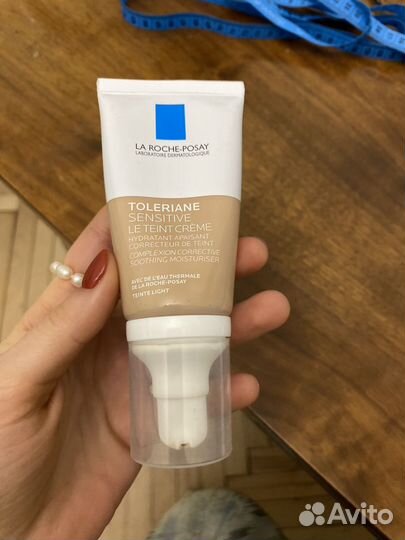 LA ROCHE-POSAY
LABORATOIRE DERMATOLOGIQUE
TOLERIANE
SENSITIVE
LE TEINT CRÈME
HYDRATANT APAISANT
CORRECTEUR DE TEINT
COMPLEXION CORRECTIVE
SOOTHING MOISTURISER
AVEC DE L'EAU THERMALE
DE LA ROCHE-POSAY
TEINTE LIGHT
Avito